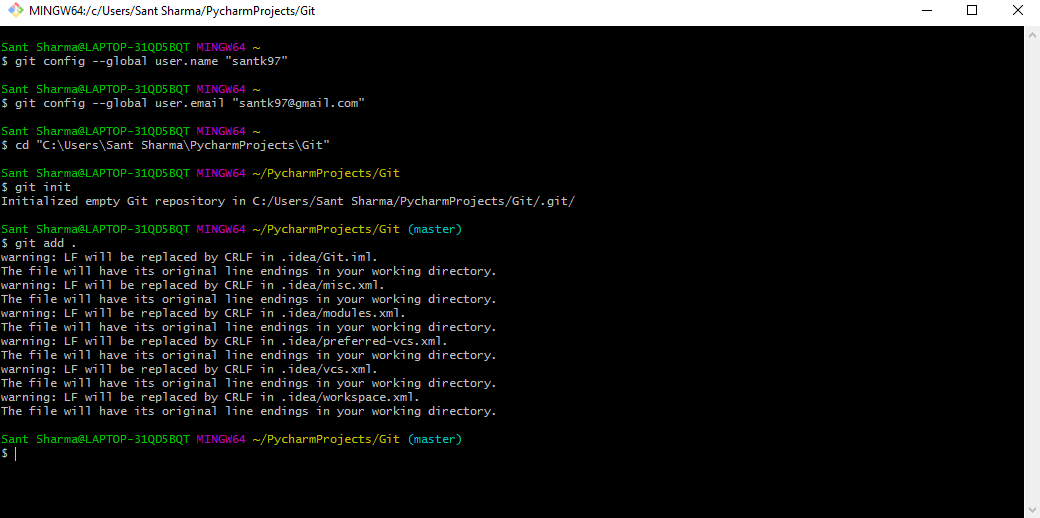 MINGW64:/c/Users/Sant Sharma/PycharmProjects/Git
Sant Sharma@LAPTOP-31QD5BQT MINGW64 ~
$ git config --global user.name "santk97"
Sant Sharma@LAPTOP-31QD5BQT MINGW64 ~
$ git config --global user.email "santk97@gmail.com"
Sant Sharma@LAPTOP-31QD5BQT MINGW64 ~
$ cd "C:\Users\Sant Sharma\PycharmProjects\Git"
Sant Sharma@LAPTOP-31QD5BQT MINGW64 ~/PycharmProjects/Git
$ git init
Initialized empty Git repository in C:/Users/Sant Sharma/PycharmProjects/Git/.git/
Sant Sharma@LAPTOP-31QD5BQT MINGW64 ~/PycharmProjects/Git (master)
$ git add .
warning: LF will be replaced by CRLF in .idea/Git.iml.
The file will have its original line endings in your working directory.
warning: LF will be replaced by CRLF in .idea/misc.xml.
The file will have its original line endings in your working directory.
warning: LF will be replaced by CRLF in .idea/modules.xml.
The file will have its original line endings in your working directory.
warning: LF will be replaced by CRLF in .idea/preferred-vcs.xml.
The file will have its original line endings in your working directory.
warning: LF will be replaced by CRLF in .idea/vcs.xml.
The file will have its original line endings in your working directory.
warning: LF will be replaced by CRLF in .idea/workspace.xml.
The file will have its original line endings in your working directory.
Sant Sharma@LAPTOP-31QD5BQT MINGW64 ~/PycharmProjects/Git (master)
$